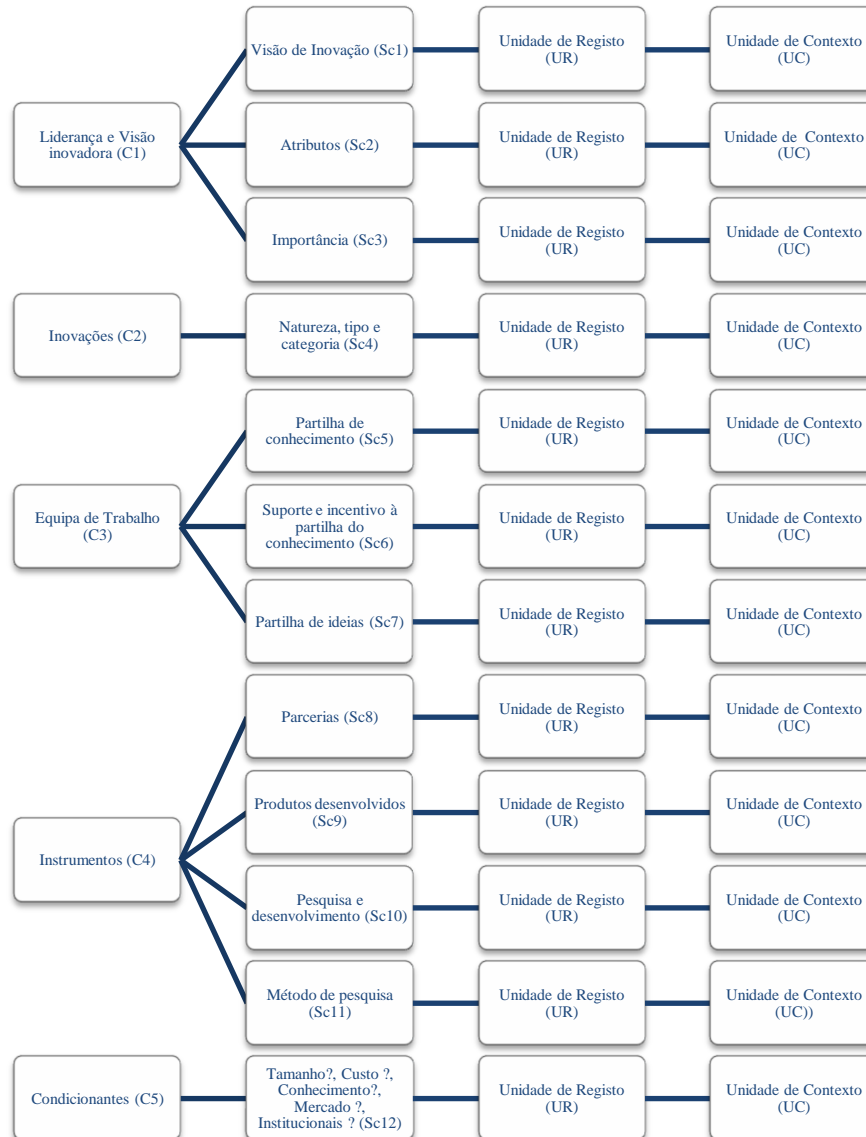 Visão de Inovação (Sc1)
Unidade de Registo
(UR)
Unidade de Contexto
(UC)
Liderança e Visão
inovadora (C1)
Atributos (Sc2)
Unidade de Registo
(UR)
Unidade de  Contexto
(UC)
Importância (Sc3)
Unidade de Registo
(UR)
Unidade de Contexto
(UC)
Inovações (C2)
Natureza, tipo e
categoria (Sc4)
Unidade de Registo
(UR)
Unidade de Contexto
(UC)
Partilha de
conhecimento (Sc5)
Unidade de Registo
(UR)
Unidade de Contexto
(UC)
Equipa de Trabalho
(C3)
Suporte e incentivo à
partilha do
conhecimento (Sc6)
Unidade de Registo
(UR)
Unidade de Contexto
(UC)
Partilha de ideias (Sc7)
Unidade de Registo
(UR)
Unidade de Contexto
(UC)
Parcerias (Sc8)
Unidade de Registo
(UR)
Unidade de Contexto
(UC)
Produtos desenvolvidos
(Sc9)
Unidade de Registo
(UR)
Unidade de Contexto
(UC)
Instrumentos (C4)
Pesquisa e
desenvolvimento (Sc10)
Unidade de Registo
(UR)
Unidade de Contexto
(UC)
Método de pesquisa
(Sc11)
Unidade de Registo
(UR)
Unidade de Contexto
(UC))
Condicionantes (C5)
Tamanho?, Custo ?,
Conhecimento?,
Mercado ?,
Institucionais ? (Sc12)
Unidade de Registo
(UR)
Unidade de Contexto
(UC)